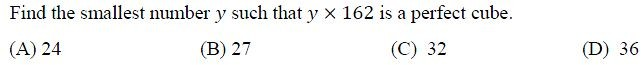 Find the smallest number y such that y × 162 is a perfect cube.
(A) 24 (B) 27 (C) 32 (D) 36